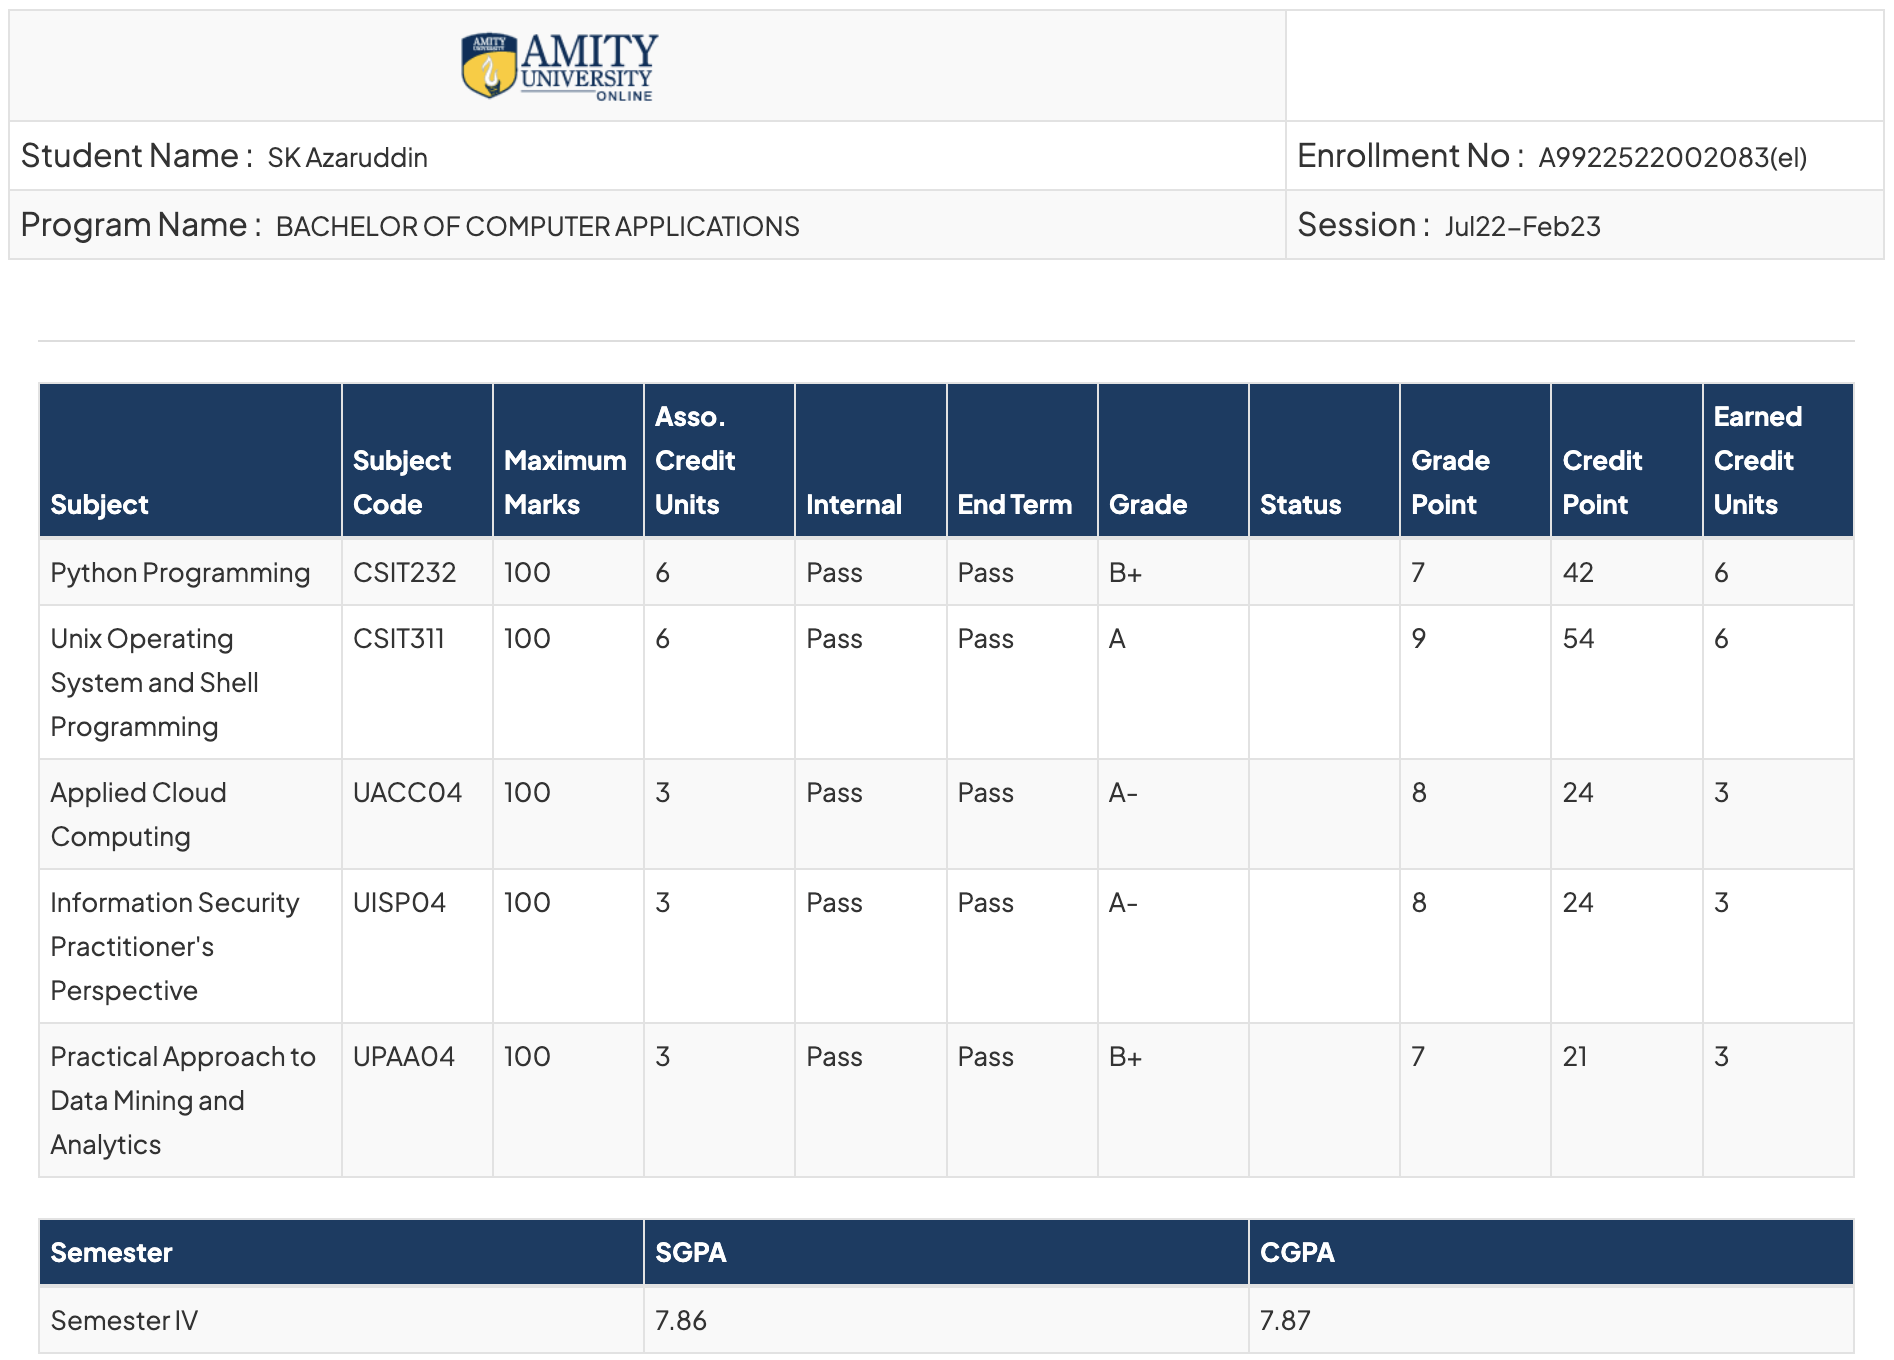 AMITY
UNIVERSITY
AMITY
UNIVERSITY
ONLINE
Student Name : SK Azaruddin
Enrollment No : A9922522002083(el)
Program Name : BACHELOR OF COMPUTER APPLICATIONS
Session : Jul22-Feb23
Subject
Subject
Code
Maximum
Marks
Asso.
Credit
Units
Internal
End Term
Grade
Status
Grade
Point
Credit
Point
Earned
Credit
Units
Python Programming CSIT232 100 6 Pass Pass B+ 7 42 6
Unix Operating CSIT311 100 6 Pass Pass A 9 54 6
System and Shell
Programming
Applied Cloud UACC04 100 3 Pass Pass A- 8 24 3
Computing
Information Security UISP04 100 3 Pass Pass A- 8 24 3
Practitioner's
Perspective
Practical Approach to UPAA04 100 3 Pass Pass B+ 7 21 3
Data Mining and
Analytics
Semester SGPA CGPA
Semester IV 7.86 7.87